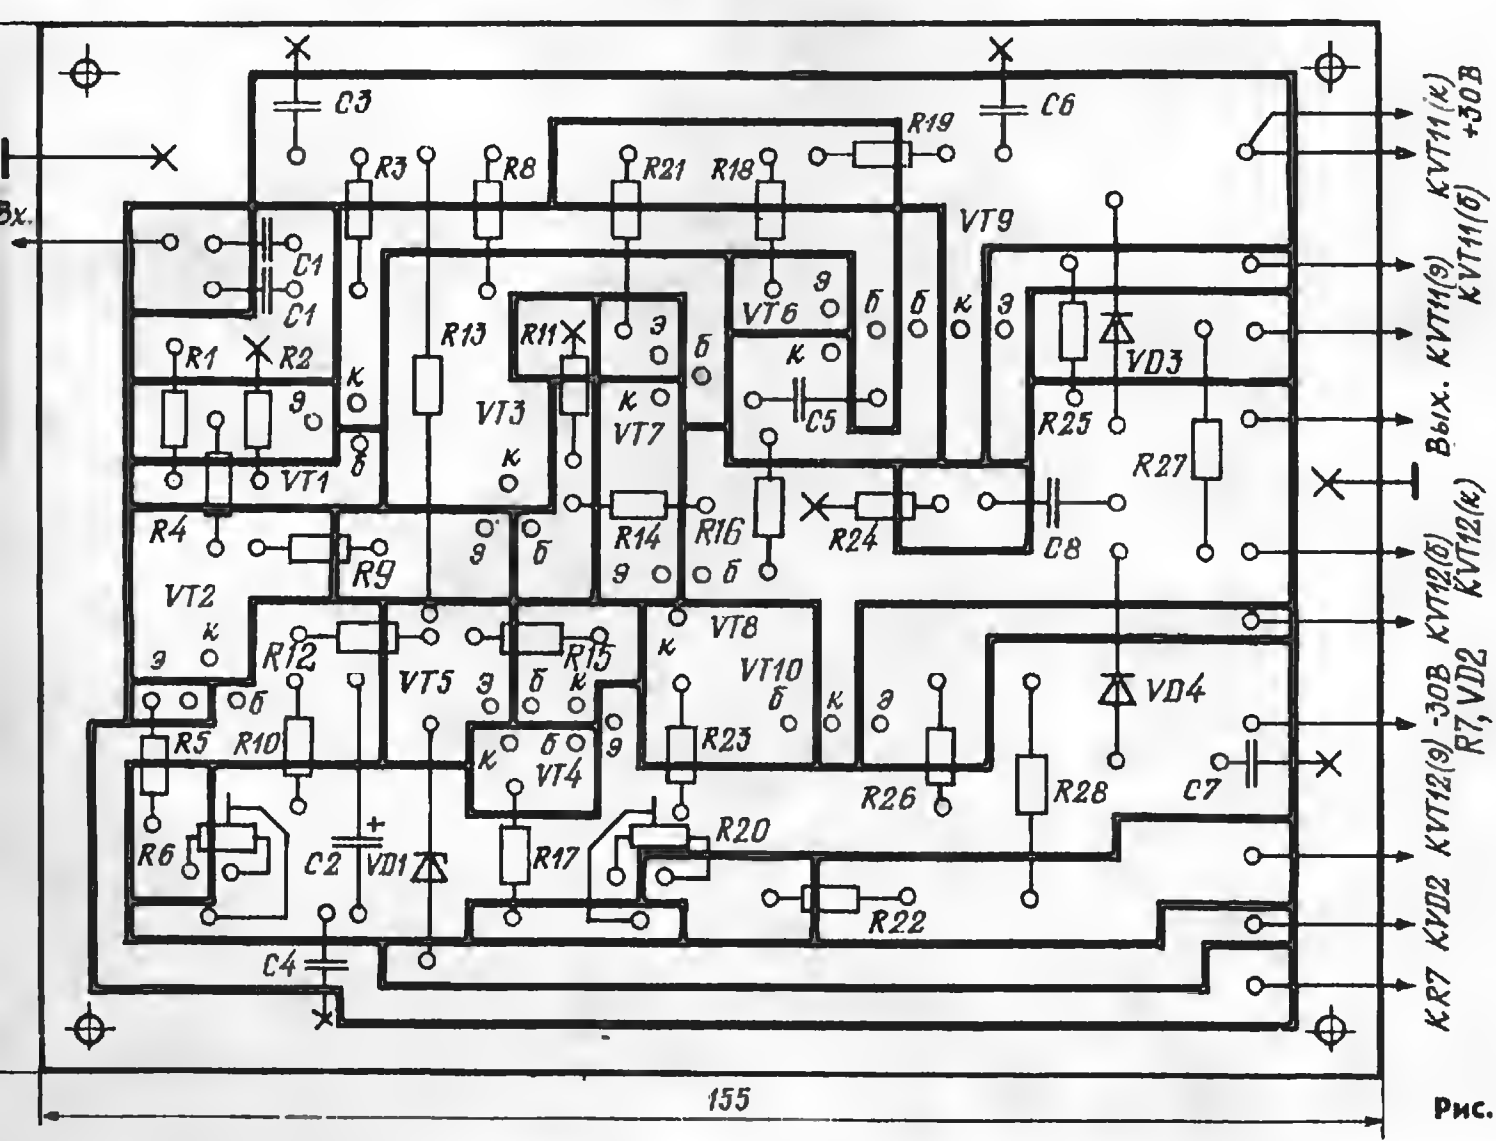 C3
C6
R19
R3
R8
R21
R18
Вх.
VT9
C1
C1
R1
R2
R13
R11
VT6
э
б
б
к
э
э
б
к
э
к
VT3
к
VT7
к
C5
VD3
R25
б
VT1
к
R27
R4
R9
э
б
R14
R16
R24
C8
э
б
VT2
к
э
б
R12
VT5
R15
к
VT8
VT10
э
б
к
б
к
э
VD4
R5
R10
к
б
э
VT4
R23
R26
R28
C7
R6
C2
+
VD1
R17
R20
R22
C4
155
KVT11(к)
+30В
KVT11(б)
Вых. KVT11(э)
KVT12(к)
KVT12(б)
-30В
R7, VD2
KVT12(э)
KVD2
KR7
Рис.